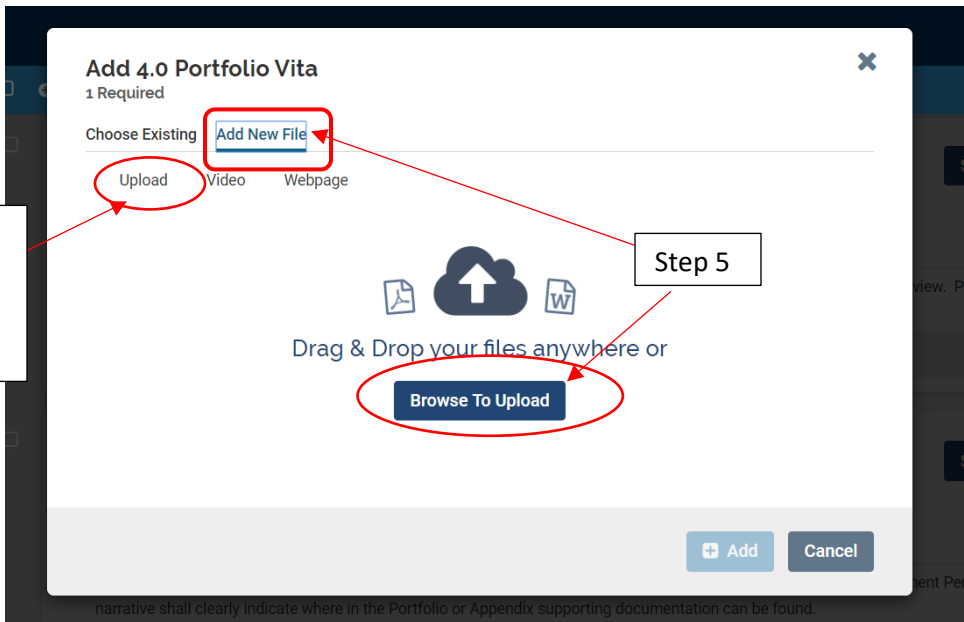 Add 4.0 Portfolio Vita
1 Required
Choose Existing Add New File
Upload Video Webpage
Step 5
view. P
Drag & Drop your files anywhere or
Browse To Upload
Add Cancel
narrative shall clearly indicate where in the Portfolio or Appendix supporting documentation can be found.